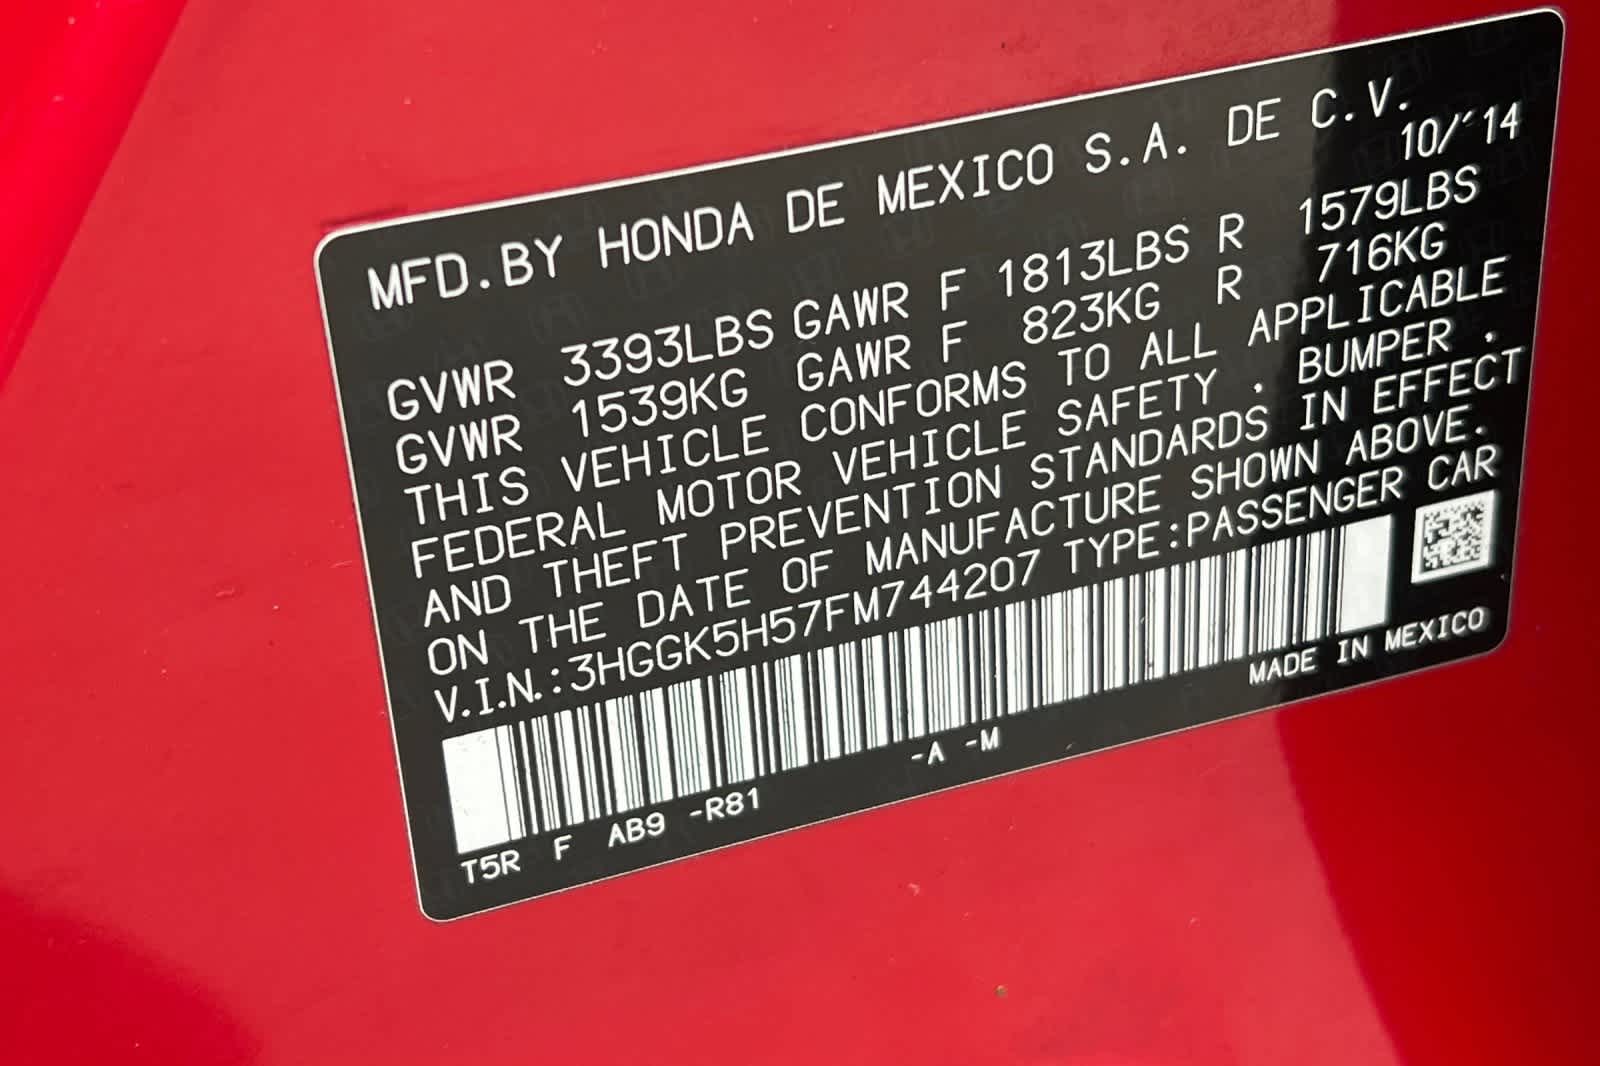 MFD.BY HONDA DE MEXICO S.A. DE C.V.
10/'14
GVWR 3393LBS GAWR F 1813LBS R 1579LBS
GVWR 1539KG GAWR F 823KG R 716KG
THIS VEHICLE CONFORMS TO ALL APPLICABLE
FEDERAL MOTOR VEHICLE SAFETY , BUMPER ,
AND THEFT PREVENTION STANDARDS IN EFFECT
ON THE DATE OF MANUFACTURE SHOWN ABOVE.
V.I.N.:3HGGK5H57FM744207 TYPE:PASSENGER CAR
T5R F AB9 -R81 -A -M MADE IN MEXICO